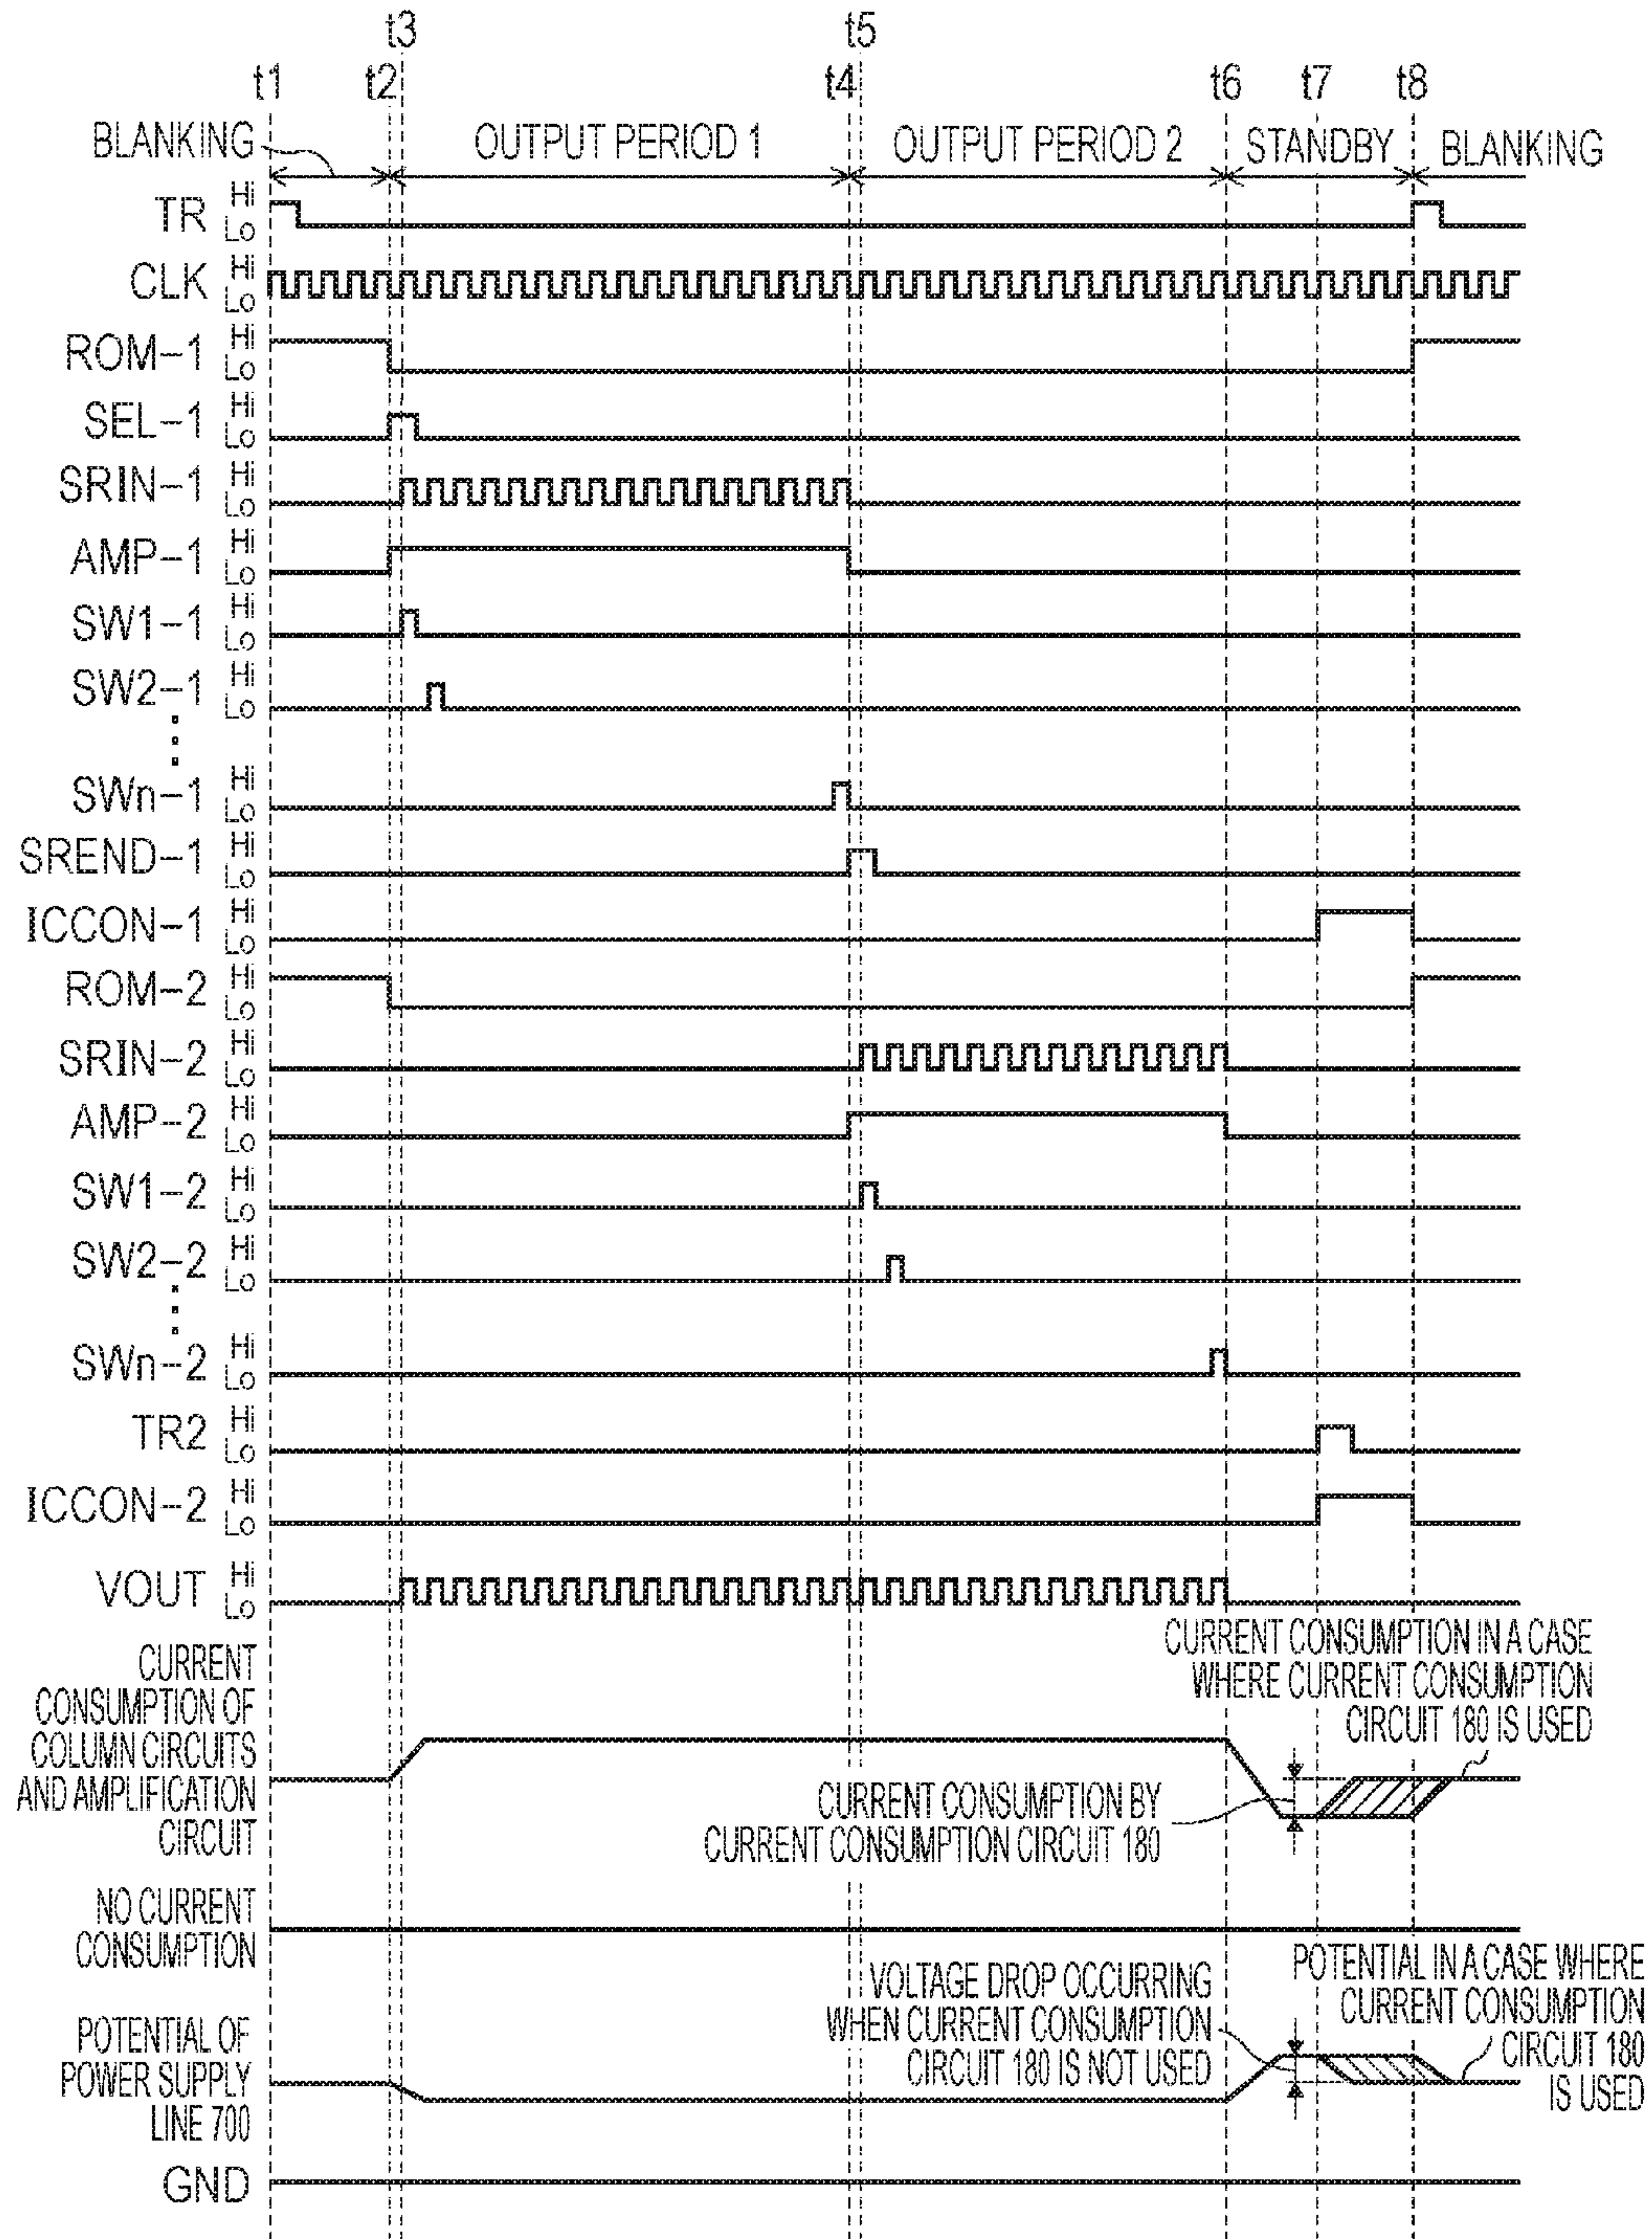 t3 t5
t1 t2 t4 t6 t7 t8
BLANKING OUTPUT PERIOD 1 OUTPUT PERIOD 2 STANDBY BLANKING
TR Hi
Lo
CLK Hi
Lo
ROM-1 Hi
Lo
SEL-1 Hi
Lo
SRIN-1 Hi
Lo
AMP-1 Hi
Lo
SW1-1 Hi
Lo
SW2-1 Hi
Lo
SWn-1 Hi
Lo
SREND-1 Hi
Lo
ICCON-1 Hi
Lo
ROM-2 Hi
Lo
SRIN-2 Hi
Lo
AMP-2 Hi
Lo
SW1-2 Hi
Lo
SW2-2 Hi
Lo
SWn-2 Hi
Lo
TR2 Hi
Lo
ICCON-2 Hi
Lo
VOUT Hi
Lo
CURRENT
CONSUMPTION OF
COLUMN CIRCUITS
AND AMPLIFICATION
CIRCUIT
CURRENT CONSUMPTION IN A CASE
WHERE CURRENT CONSUMPTION
CIRCUIT 180 IS USED
CURRENT CONSUMPTION BY
CURRENT CONSUMPTION CIRCUIT 180
NO CURRENT
CONSUMPTION
POTENTIAL OF
POWER SUPPLY
LINE 700
VOLTAGE DROP OCCURRING
WHEN CURRENT CONSUMPTION
CIRCUIT 180 IS NOT USED
POTENTIAL IN A CASE WHERE
CURRENT CONSUMPTION
CIRCUIT 180
IS USED
GND